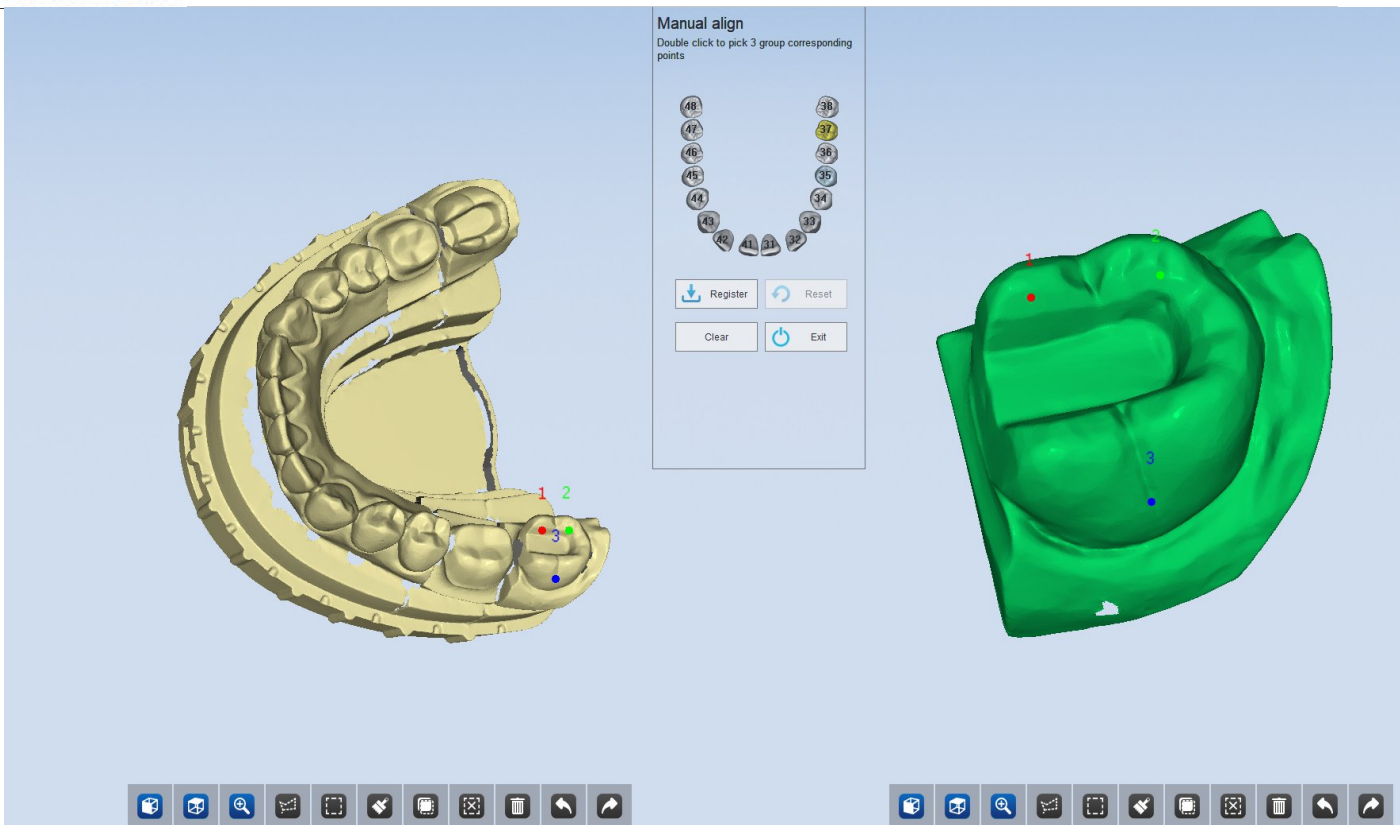 Manual align
Double click to pick 3 group corresponding
points
48 38
47 37
46 36
45 35
44 34
43 33
42 41 31 32
Register Reset
Clear Exit
1 2
3
1 2
3